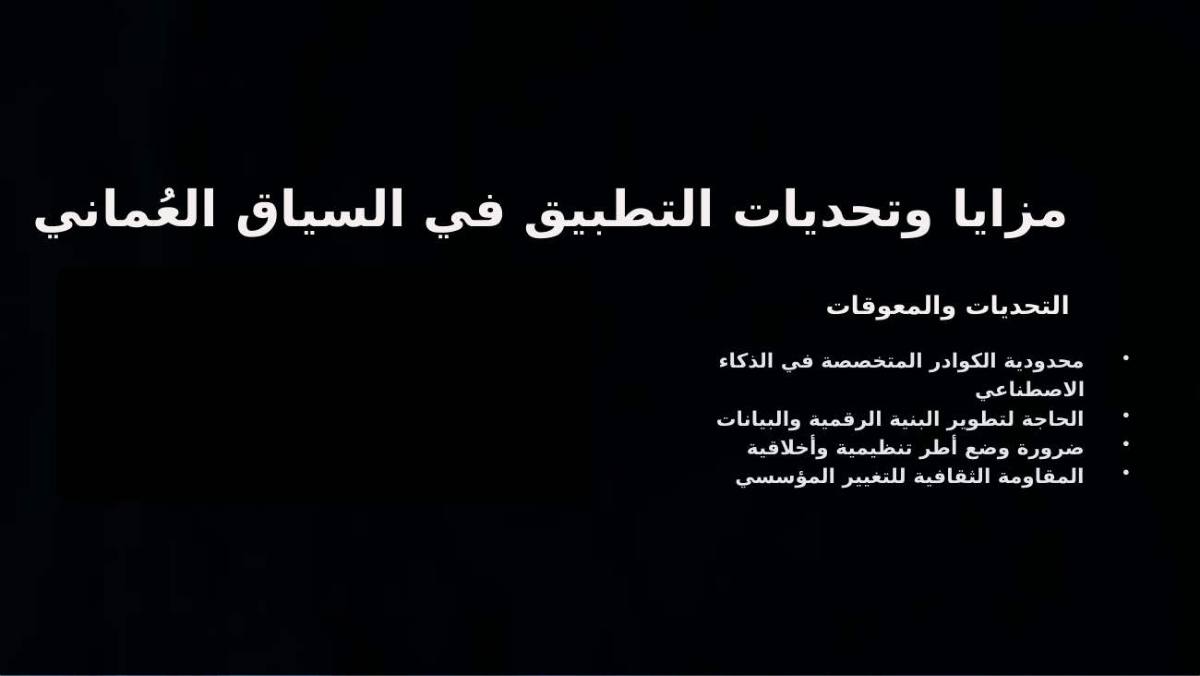 مزايا وتحديات التطبيق في السياق العُماني
التحديات والمعوقات
• محدودية الكوادر المتخصصة في الذكاء
الاصطناعي
• الحاجة لتطوير البنية الرقمية والبيانات
• ضرورة وضع أطر تنظيمية وأخلاقية
• المقاومة الثقافية للتغيير المؤسسي